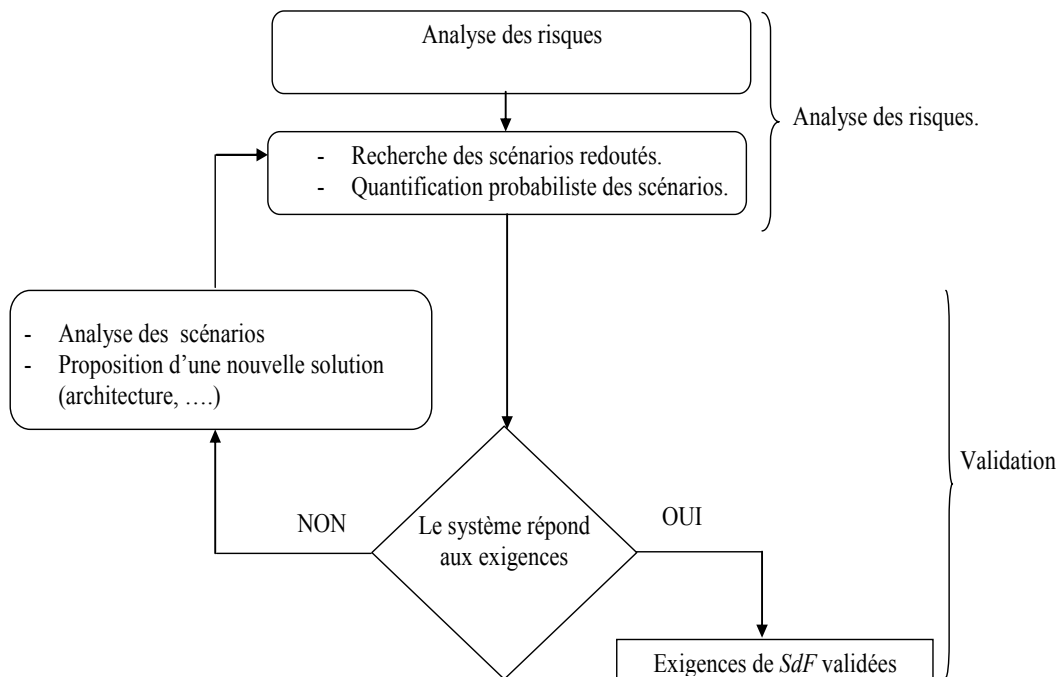 Analyse des risques
Analyse des risques.
- Recherche des scénarios redoutés.
- Quantification probabiliste des scénarios.
- Analyse des scénarios
- Proposition d’une nouvelle solution
(architecture, ….)
Validation
NON
Le système répond
aux exigences
OUI
Exigences de SdF validées